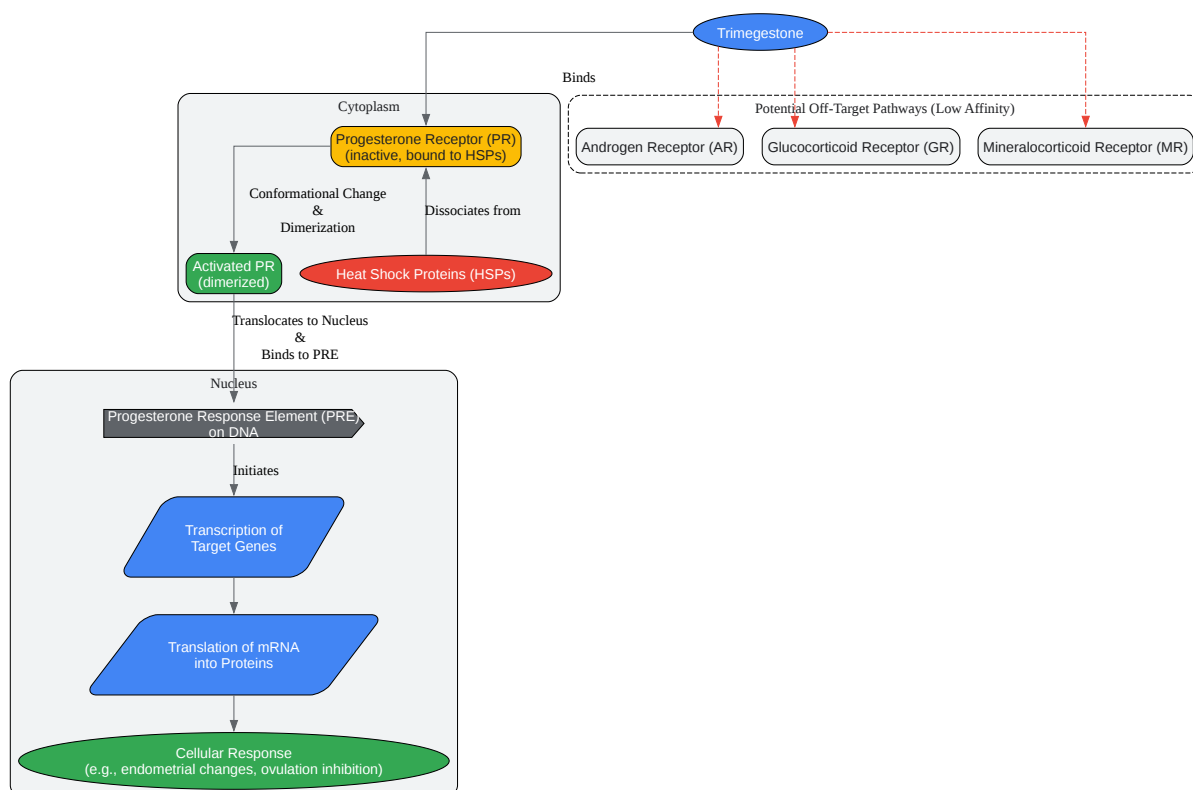 Trimegestone
Binds
Cytoplasm
Potential Off-Target Pathways (Low Affinity)
Progesterone Receptor (PR)
(inactive, bound to HSPs)
Androgen Receptor (AR)
Glucocorticoid Receptor (GR)
Mineralocorticoid Receptor (MR)
Conformational Change
&
Dimerization
Dissociates from
Activated PR
(dimerized)
Heat Shock Proteins (HSPs)
Translocates to Nucleus
&
Binds to PRE
Nucleus
Progesterone Response Element (PRE)
on DNA
Initiates
Transcription of
Target Genes
Translation of mRNA
into Proteins
Cellular Response
(e.g., endometrial changes, ovulation inhibition)